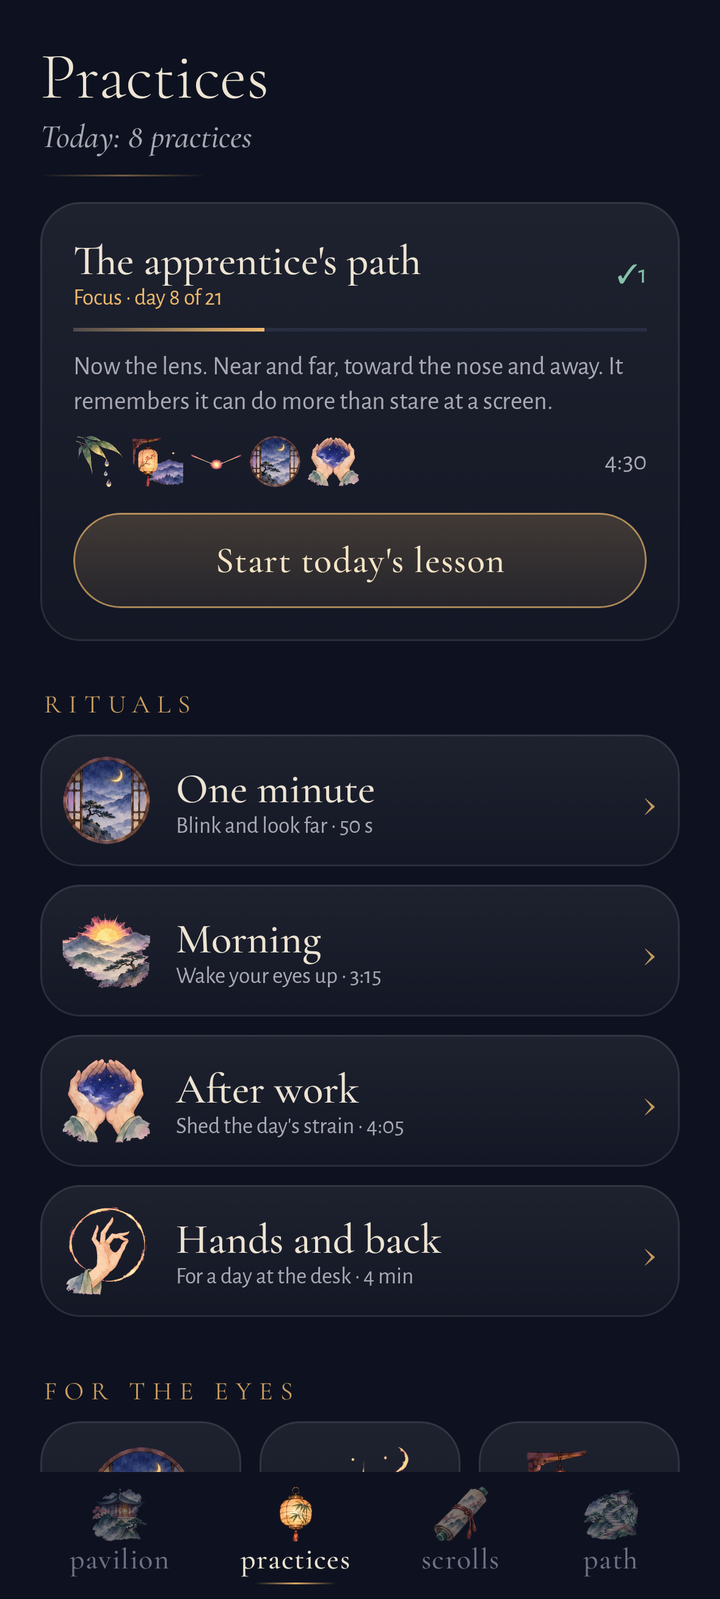 Practices
Today: 8 practices
The apprentice's path
✓1
Focus · day 8 of 21
Now the lens. Near and far, toward the nose and away. It
remembers it can do more than stare at a screen.
4:30
Start today's lesson
RITUALS
One minute
Blink and look far · 50 s
Morning
Wake your eyes up · 3:15
After work
Shed the day's strain · 4:05
Hands and back
For a day at the desk · 4 min
FOR THE EYES
pavilion
practices
scrolls
path